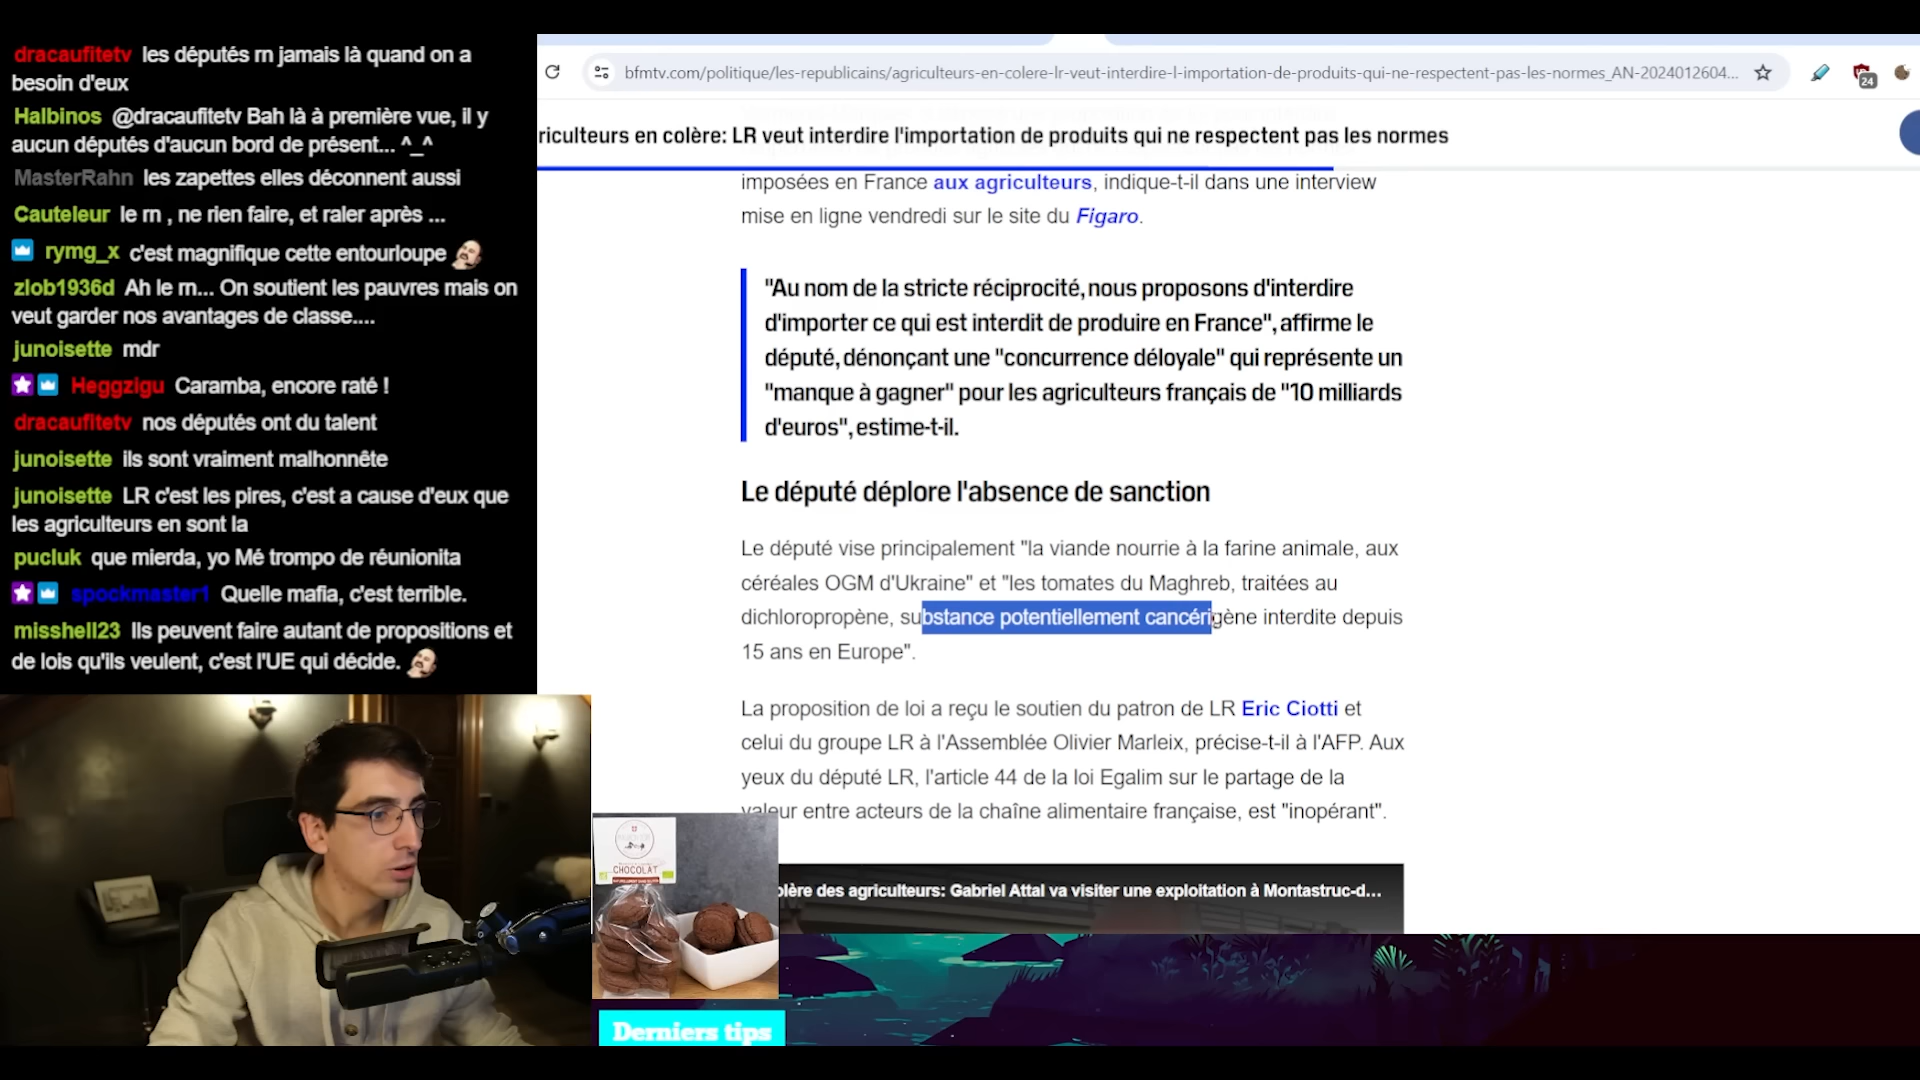 dracaufitetv les députés rn jamais là quand on a
besoin d'eux
Halbinos @dracaufitetv Bah là à première vue, il y
aucun députés d'aucun bord de présent... ^_^
MasterRahn les zapettes elles déconnent aussi
Cauteleur le rn , ne rien faire, et raler après ...
rymg_x c'est magnifique cette entourloupe
zlob1936d Ah le rn... On soutient les pauvres mais on
veut garder nos avantages de classe....
junoisette mdr
Heggzigu Caramba, encore raté !
dracaufitetv nos députés ont du talent
junoisette ils sont vraiment malhonnête
junoisette LR c'est les pires, c'est a cause d'eux que
les agriculteurs en sont la
pucluk que mierda, yo Mé trompo de réunionita
spockmaster1 Quelle mafia, c'est terrible.
misshell23 Ils peuvent faire autant de propositions et
de lois qu'ils veulent, c'est l'UE qui décide.
bfmtv.com/politique/les-republicains/agriculteurs-en-colere-lr-veut-interdire-l-importation-de-produits-qui-ne-respectent-pas-les-normes_AN-2024012604...
24
riculteurs en colère: LR veut interdire l'importation de produits qui ne respectent pas les normes
imposées en France aux agriculteurs, indique-t-il dans une interview
mise en ligne vendredi sur le site du Figaro.
"Au nom de la stricte réciprocité, nous proposons d'interdire
d'importer ce qui est interdit de produire en France", affirme le
député, dénonçant une "concurrence déloyale" qui représente un
"manque à gagner" pour les agriculteurs français de "10 milliards
d'euros", estime-t-il.
Le député déplore l'absence de sanction
Le député vise principalement "la viande nourrie à la farine animale, aux
céréales OGM d'Ukraine" et "les tomates du Maghreb, traitées au
dichloropropène, substance potentiellement cancérigène interdite depuis
15 ans en Europe".
La proposition de loi a reçu le soutien du patron de LR Eric Ciotti et
celui du groupe LR à l'Assemblée Olivier Marleix, précise-t-il à l'AFP. Aux
yeux du député LR, l'article 44 de la loi Egalim sur le partage de la
valeur entre acteurs de la chaîne alimentaire française, est "inopérant".
olère des agriculteurs: Gabriel Attal va visiter une exploitation à Montastruc-d...
CHOCOLAT
Derniers tips